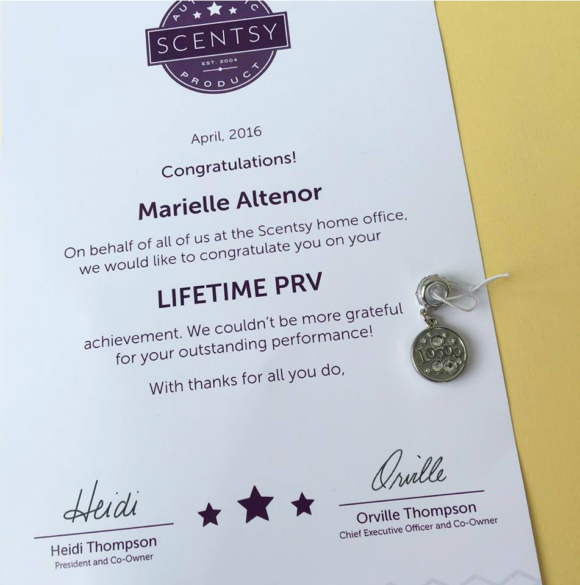 AUTHENTIC
SCENTSY
EST. 2004
PRODUCT
April, 2016
Congratulations!
Marielle Altenor
On behalf of all of us at the Scentsy home office,
we would like to congratulate you on your
LIFETIME PRV
achievement. We couldn't be more grateful
for your outstanding performance!
With thanks for all you do,
Heidi
Heidi Thompson
President and Co-Owner
Orville
Orville Thompson
Chief Executive Officer and Co-Owner